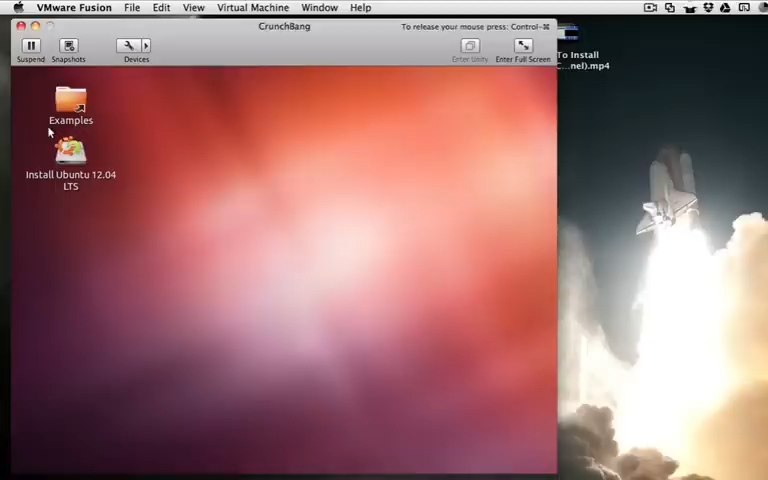 VMware Fusion File Edit View Virtual Machine Window Help
CrunchBang
To release your mouse press: Control-⌘
Suspend
Snapshots
Devices
Enter Unity
Enter Full Screen
To Install
C...nel).mp4
Examples
Install Ubuntu 12.04
LTS